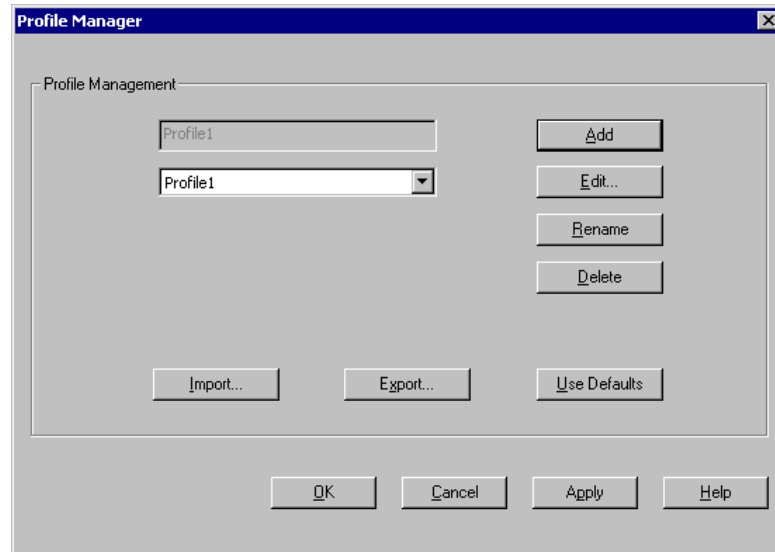 Profile Manager
Profile Management
Profile1
Add
Profile1
Edit...
Rename
Delete
Import...
Export...
Use Defaults
OK
Cancel
Apply
Help